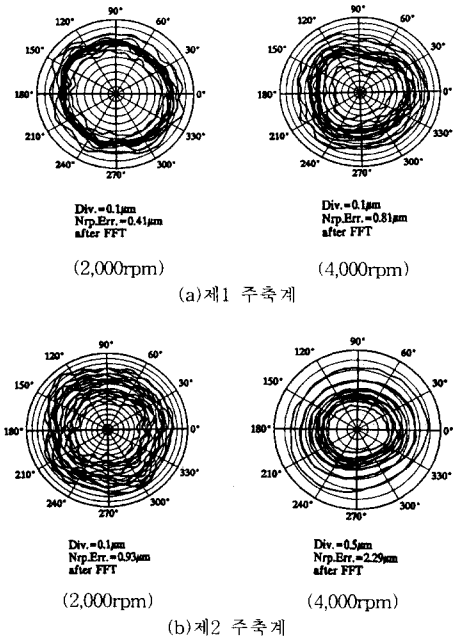 90°
120° 60°
150° 30°
180° 0°
210° 330°
240° 300°
270°
Div.=0.1μm
Nrp.Err.=0.41μm
after FFT
(2,000rpm)
90°
120° 60°
150° 30°
180° 0°
210° 330°
240° 300°
270°
Div.=0.1μm
Nrp.Err.=0.81μm
after FFT
(4,000rpm)
(a)제1 주축계
90°
120° 60°
150° 30°
180° 0°
210° 330°
240° 300°
270°
Div.=0.1μm
Nrp.Err.=0.93μm
after FFT
(2,000rpm)
90°
120° 60°
150° 30°
180° 0°
210° 330°
240° 300°
270°
Div.=0.5μm
Nrp.Err.=2.29μm
after FFT
(4,000rpm)
(b)제2 주축계